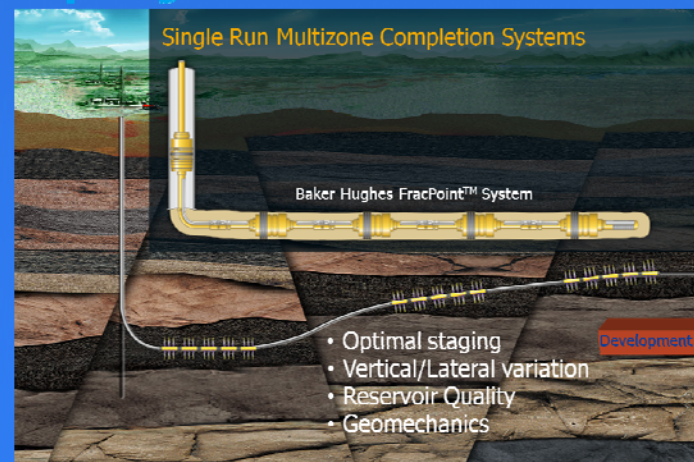 Single Run Multizone Completion Systems
Baker Hughes FracPoint™ System
• Optimal staging
• Vertical/Lateral variation
• Reservoir Quality
• Geomechanics
Development